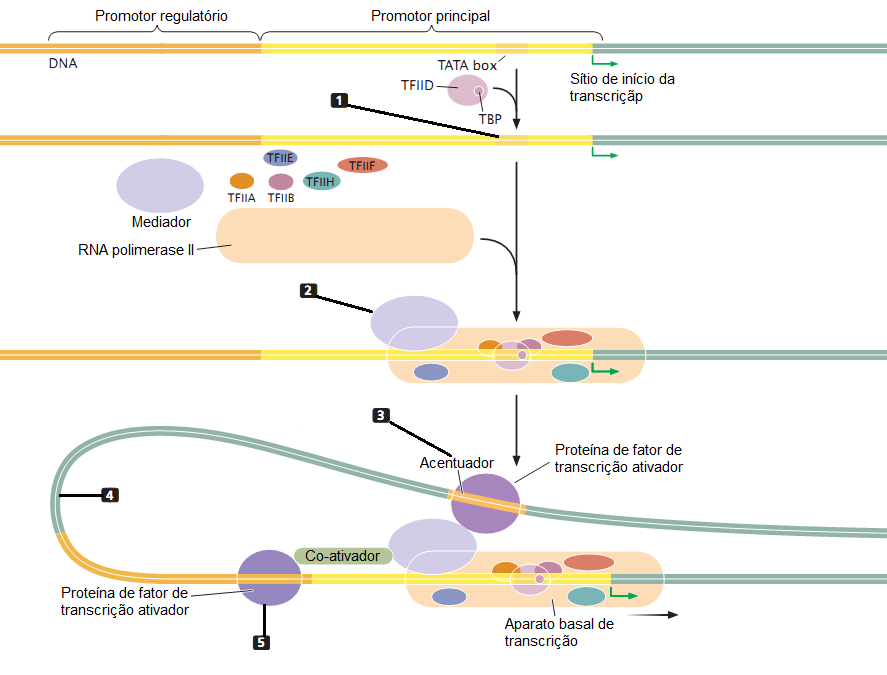 Promotor regulatório
Promotor principal
DNA
TATA box
TFIID
TBP
Sítio de início da
transcriçãp
1
TFIIE
TFIIF
TFIIH
TFIIA
TFIIB
Mediador
RNA polimerase II
2
3
Acentuador
Proteína de fator de
transcrição ativador
4
Co-ativador
Proteína de fator de
transcrição ativador
5
Aparato basal de
transcrição